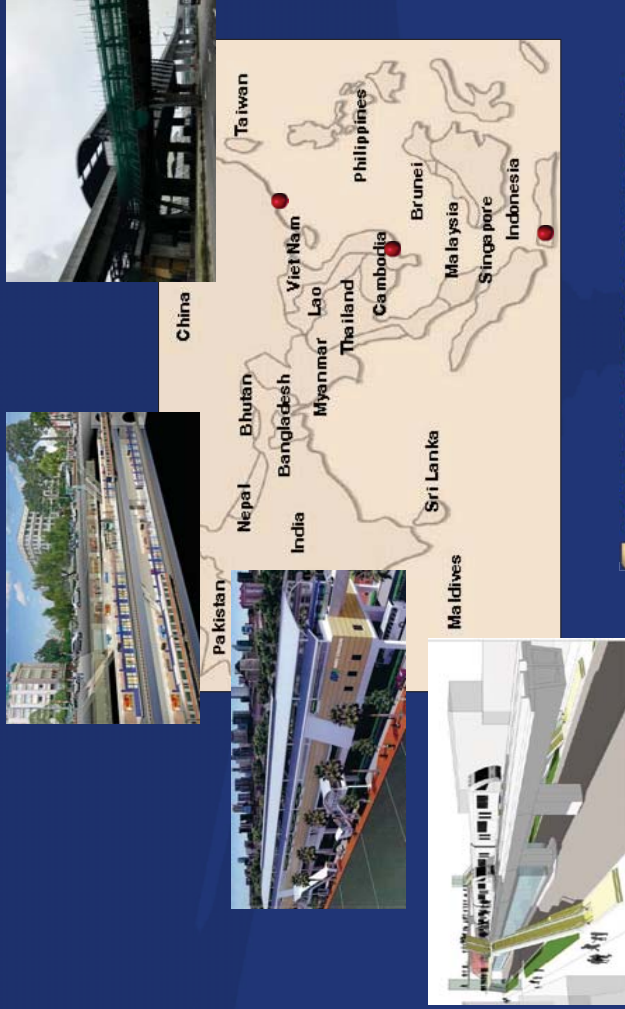 China
Pakistan
Nepal
Bhutan
Taiwan
Bangladesh
Viet Nam
India
Lao
Myanmar
Thailand
Philippines
Cambodia
Brunei
Sri Lanka
Maldives
Malaysia
Singapore
Indonesia